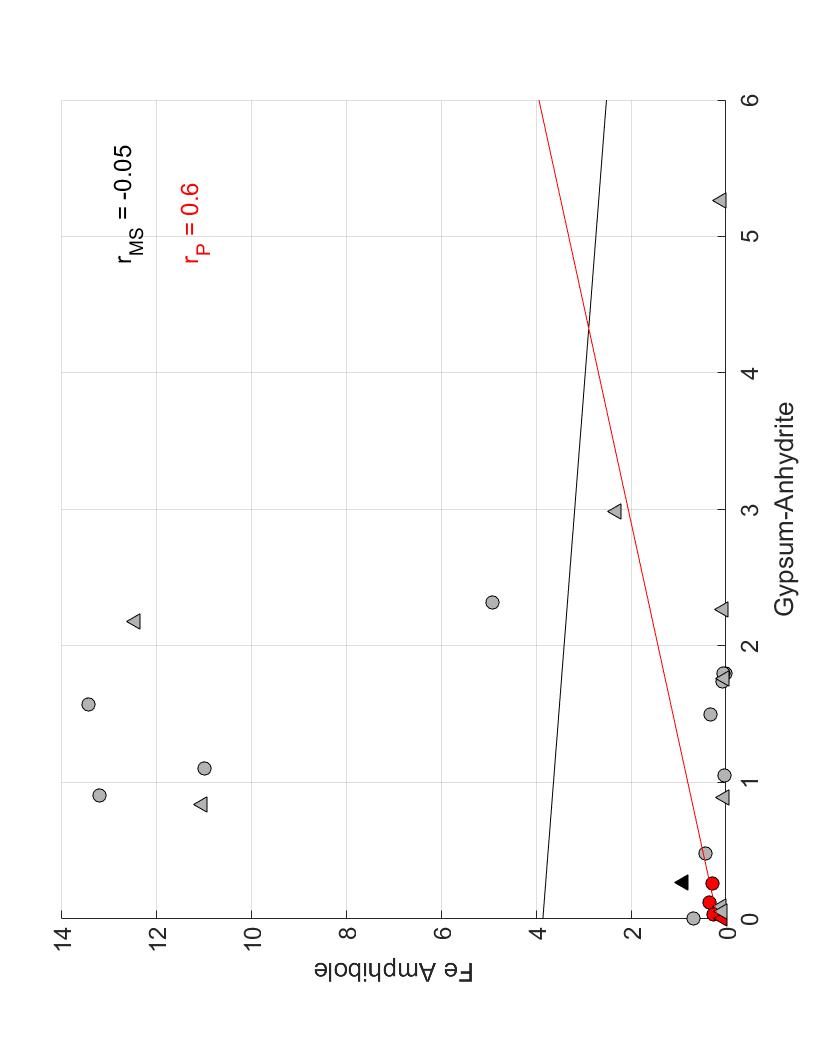 14
12
10
8
6
4
2
0
Fe Amphibole
r_MS = -0.05
r_P = 0.6
0 1 2 3 4 5 6
Gypsum-Anhydrite